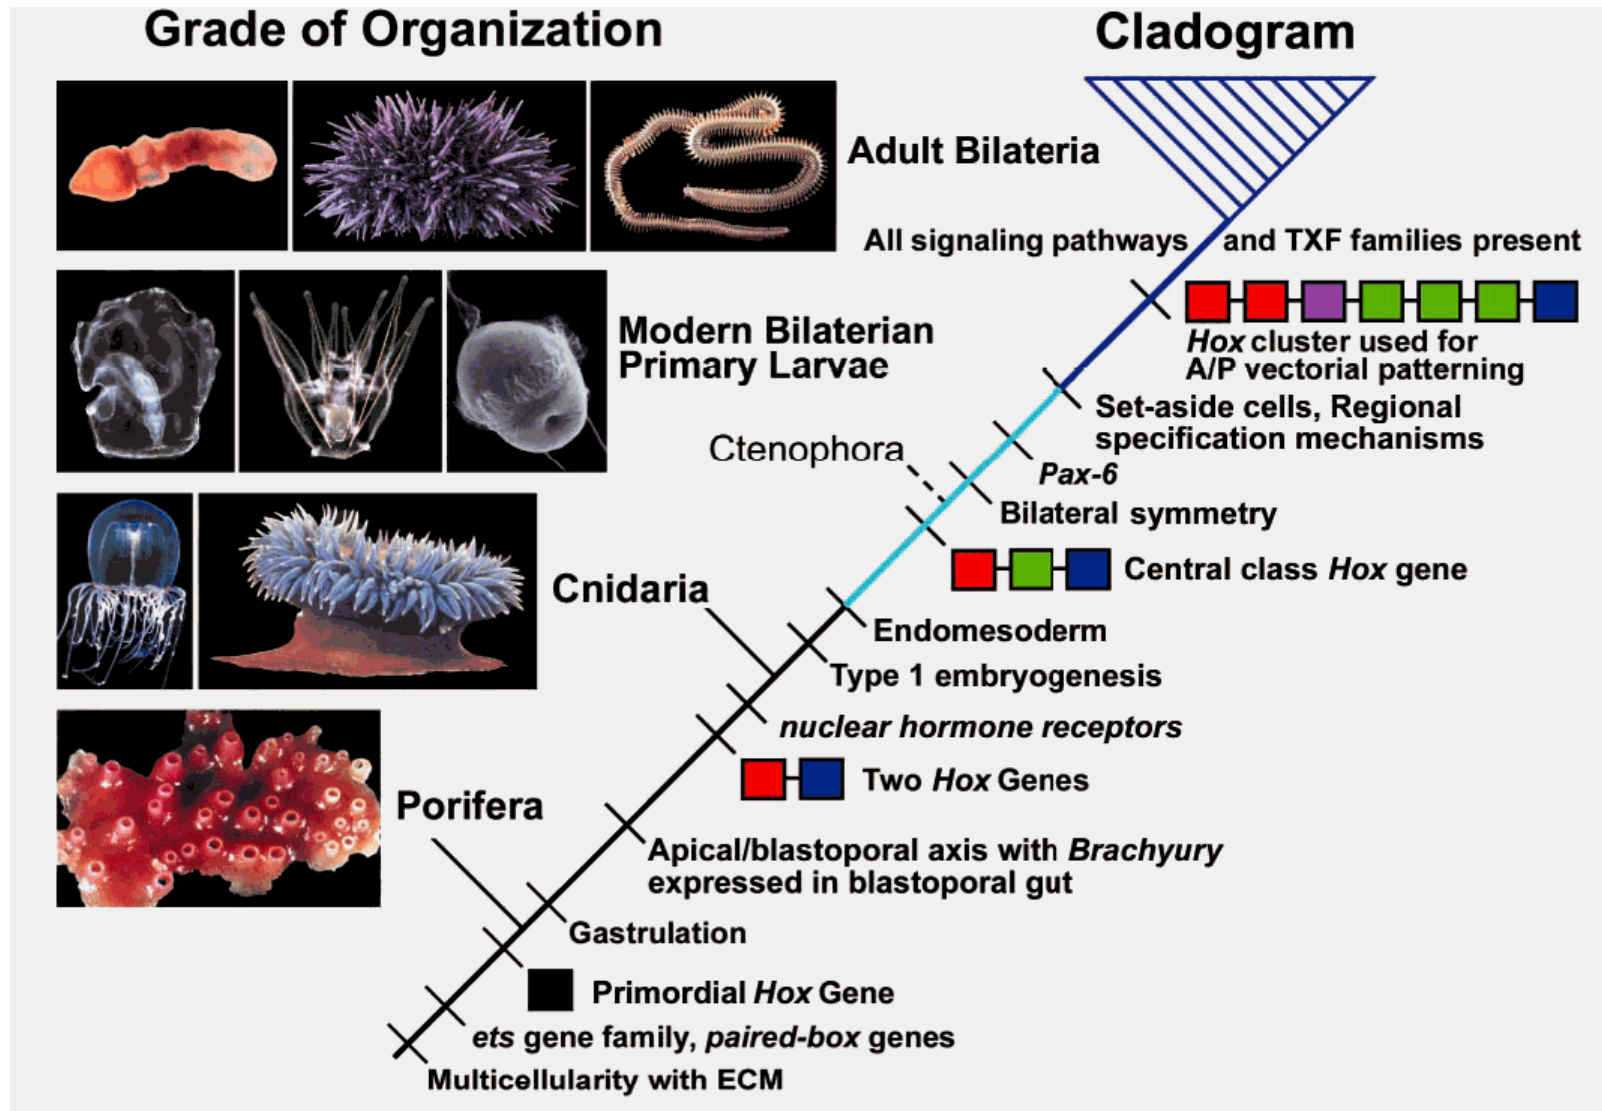 Grade of Organization
Cladogram
Adult Bilateria
All signaling pathways and TXF families present
Hox cluster used for
A/P vectorial patterning
Modern Bilaterian
Primary Larvae
Set-aside cells, Regional
specification mechanisms
Ctenophora
Pax-6
Bilateral symmetry
Central class Hox gene
Cnidaria
Endomesoderm
Type 1 embryogenesis
nuclear hormone receptors
Two Hox Genes
Porifera
Apical/blastoporal axis with Brachyury
expressed in blastoporal gut
Gastrulation
Primordial Hox Gene
ets gene family, paired-box genes
Multicellularity with ECM